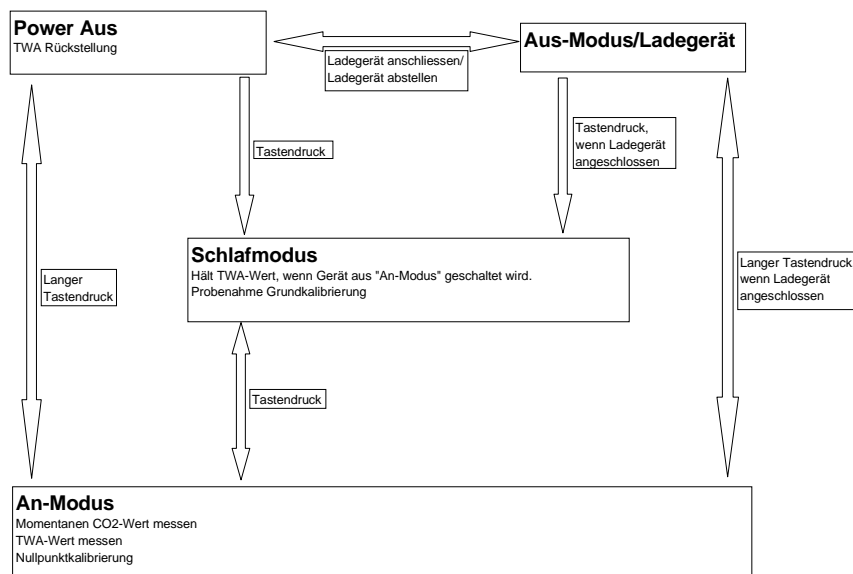 Power Aus
TWA Rückstellung
Aus-Modus/Ladegerät
Ladegerät anschliessen/
Ladegerät abstellen
Tastendruck
Tastendruck,
wenn Ladegerät
angeschlossen
Schlafmodus
Hält TWA-Wert, wenn Gerät aus "An-Modus" geschaltet wird.
Probenahme Grundkalibrierung
Langer
Tastendruck
Langer Tastendruck
wenn Ladegerät
angeschlossen
Tastendruck
An-Modus
Momentanen CO2-Wert messen
TWA-Wert messen
Nullpunktkalibrierung